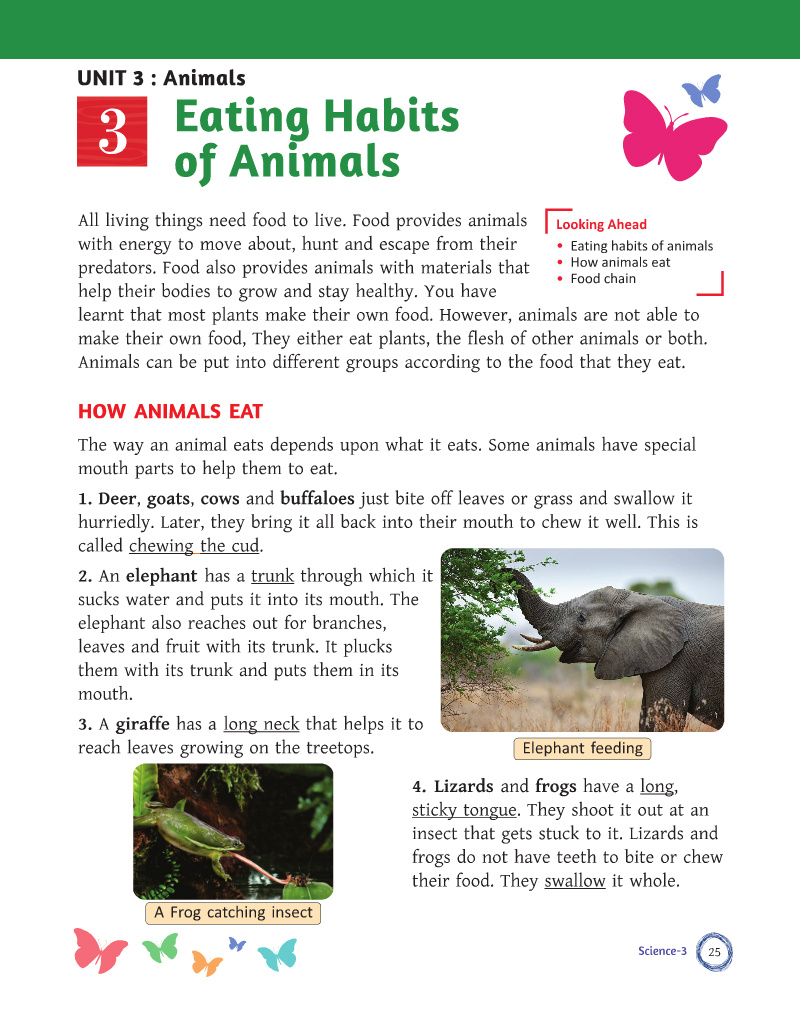 UNIT 3 : Animals
3
Eating Habits
of Animals
All living things need food to live. Food provides animals
with energy to move about, hunt and escape from their
predators. Food also provides animals with materials that
help their bodies to grow and stay healthy. You have
learnt that most plants make their own food. However, animals are not able to
make their own food, They either eat plants, the flesh of other animals or both.
Animals can be put into different groups according to the food that they eat.
Looking Ahead
• Eating habits of animals
• How animals eat
• Food chain
HOW ANIMALS EAT
The way an animal eats depends upon what it eats. Some animals have special
mouth parts to help them to eat.
1. Deer, goats, cows and buffaloes just bite off leaves or grass and swallow it
hurriedly. Later, they bring it all back into their mouth to chew it well. This is
called chewing the cud.
2. An elephant has a trunk through which it
sucks water and puts it into its mouth. The
elephant also reaches out for branches,
leaves and fruit with its trunk. It plucks
them with its trunk and puts them in its
mouth.
3. A giraffe has a long neck that helps it to
reach leaves growing on the treetops.
Elephant feeding
4. Lizards and frogs have a long,
sticky tongue. They shoot it out at an
insect that gets stuck to it. Lizards and
frogs do not have teeth to bite or chew
their food. They swallow it whole.
A Frog catching insect
Science-3
25